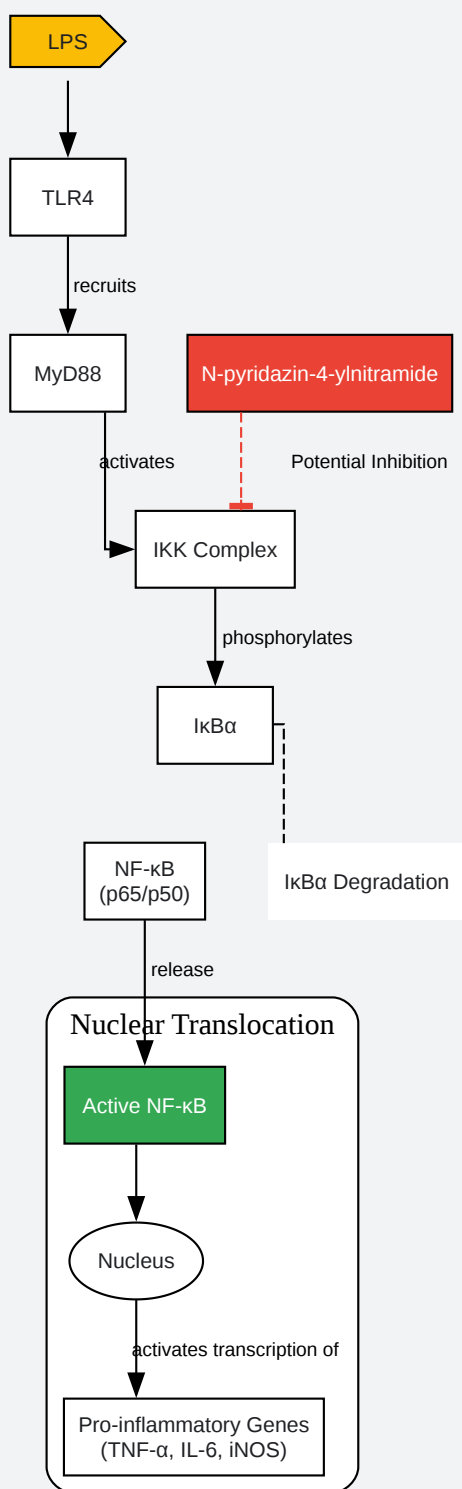 LPS
TLR4
recruits
MyD88
N-pyridazin-4-ylnitramide
activates
Potential Inhibition
IKK Complex
phosphorylates
IκBα
NF-κB
(p65/p50)
IκBα Degradation
release
Nuclear Translocation
Active NF-κB
Nucleus
activates transcription of
Pro-inflammatory Genes
(TNF-α, IL-6, iNOS)